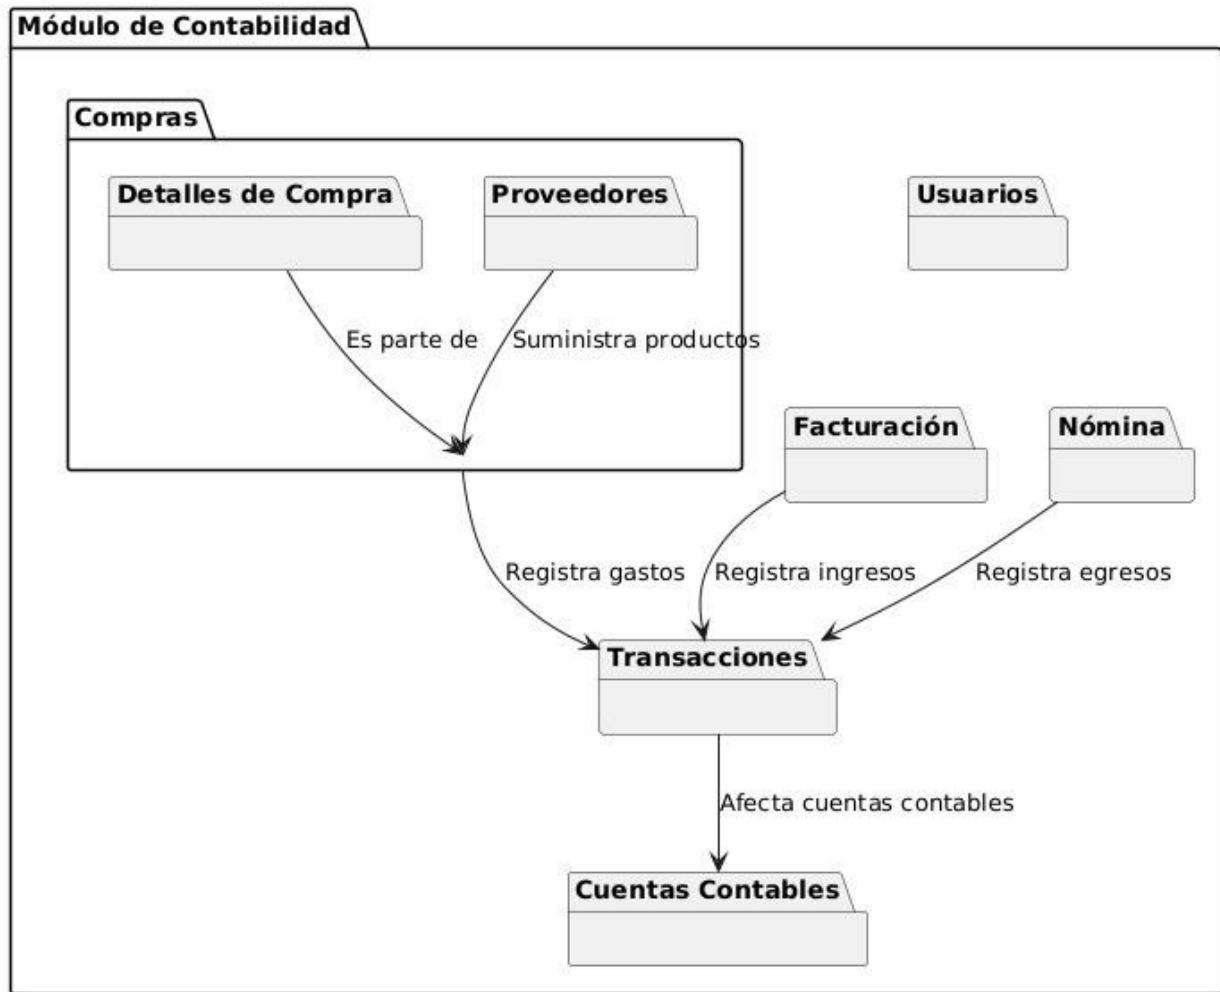 Módulo de Contabilidad
Compras
Detalles de Compra
Proveedores
Usuarios
Es parte de
Suministra productos
Facturación
Nómina
Registra gastos
Registra ingresos
Registra egresos
Transacciones
Afecta cuentas contables
Cuentas Contables